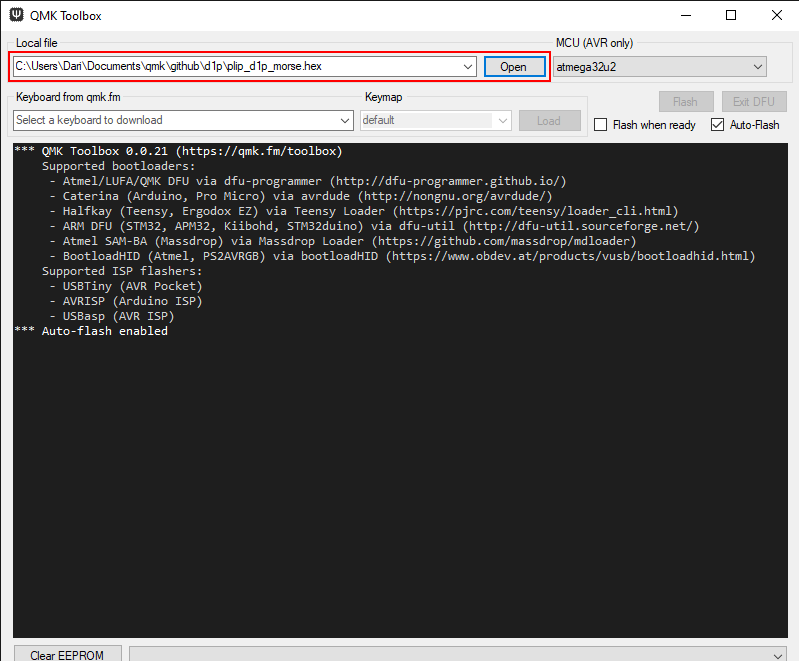 QMK Toolbox
Local file
MCU (AVR only)
C:\Users\Dari\Documents\qmk\github\d1p\plip_d1p_morse.hex
Open
atmega32u2
Keyboard from qmk.fm
Keymap
Flash
Exit DFU
Select a keyboard to download
default
Load
Flash when ready
Auto-Flash
*** QMK Toolbox 0.0.21 (https://qmk.fm/toolbox)
Supported bootloaders:
- Atmel/LUFA/QMK DFU via dfu-programmer (http://dfu-programmer.github.io/)
- Caterina (Arduino, Pro Micro) via avrdude (http://nongnu.org/avrdude/)
- Halfkay (Teensy, Ergodox EZ) via Teensy Loader (https://pjrc.com/teensy/loader_cli.html)
- ARM DFU (STM32, APM32, Kiibohd, STM32duino) via dfu-util (http://dfu-util.sourceforge.net/)
- Atmel SAM-BA (Massdrop) via Massdrop Loader (https://github.com/massdrop/mdloader)
- BootloadHID (Atmel, PS2AVRGB) via bootloadHID (https://www.obdev.at/products/vusb/bootloadhid.html)
Supported ISP flashers:
- USBTiny (AVR Pocket)
- AVRISP (Arduino ISP)
- USBasp (AVR ISP)
*** Auto-flash enabled
Clear EEPROM